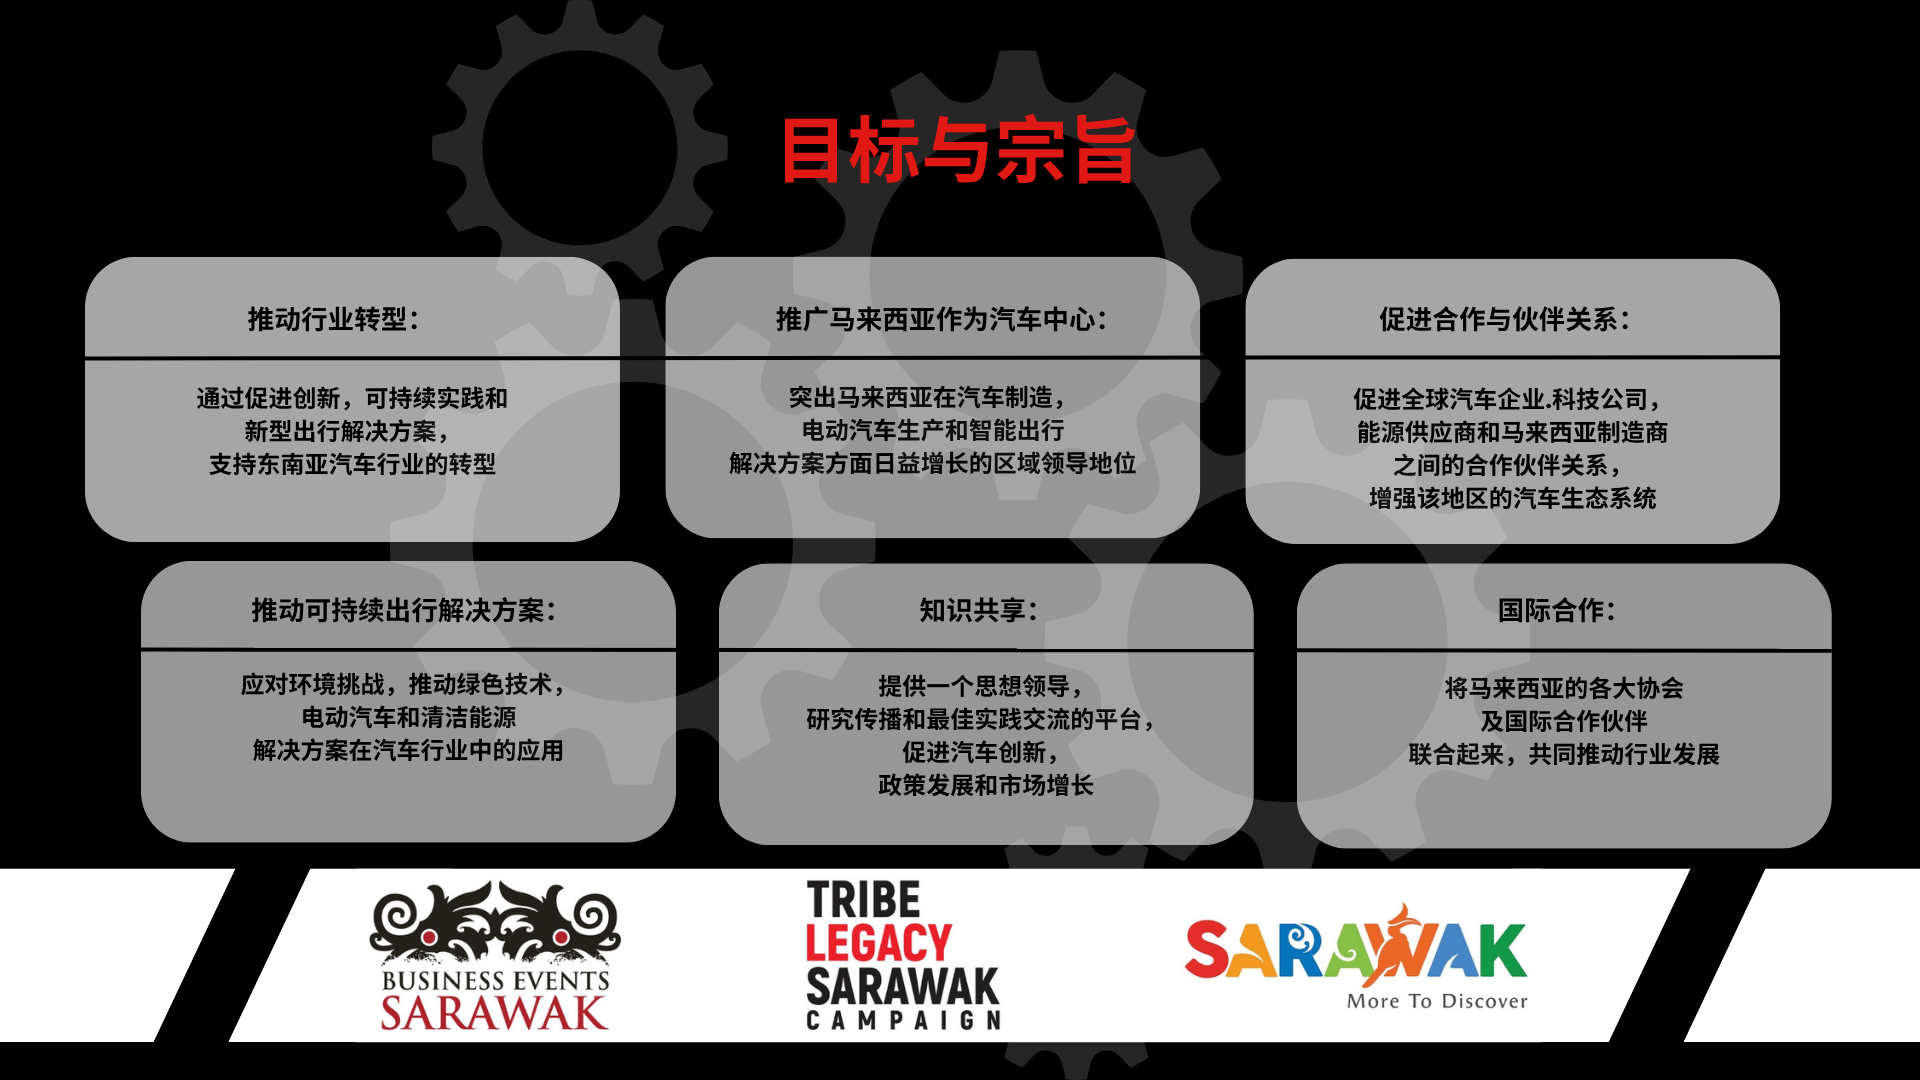 目标与宗旨
推动行业转型：
通过促进创新，可持续实践和
新型出行解决方案，
支持东南亚汽车行业的转型
推广马来西亚作为汽车中心：
突出马来西亚在汽车制造，
电动汽车生产和智能出行
解决方案方面日益增长的区域领导地位
促进合作与伙伴关系：
促进全球汽车企业.科技公司，
能源供应商和马来西亚制造商
之间的合作伙伴关系，
增强该地区的汽车生态系统
推动可持续出行解决方案：
应对环境挑战，推动绿色技术，
电动汽车和清洁能源
解决方案在汽车行业中的应用
知识共享：
提供一个思想领导，
研究传播和最佳实践交流的平台，
促进汽车创新，
政策发展和市场增长
国际合作：
将马来西亚的各大协会
及国际合作伙伴
联合起来，共同推动行业发展
BUSINESS EVENTS
SARAWAK
TRIBE
LEGACY
SARAWAK
CAMPAIGN
SARAWAK
More To Discover